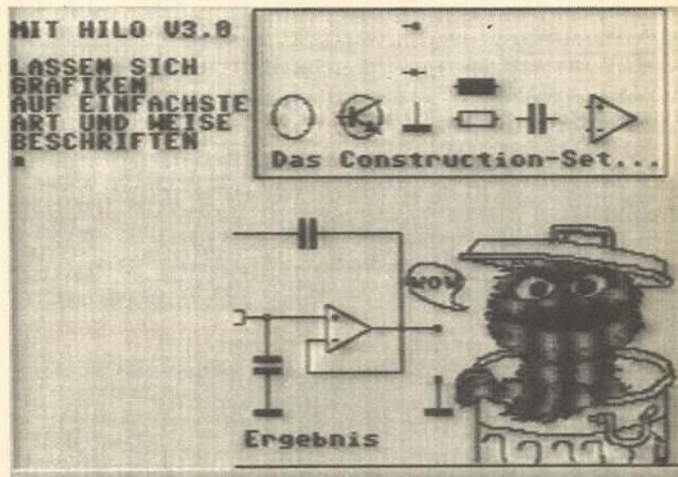 MIT HILO V3.0
LASSEN SICH
GRAFIKEN
AUF EINFACHSTE
ART UND WEISE
BESCHRIFTEN
Das Construction-Set...
WOW
Ergebnis